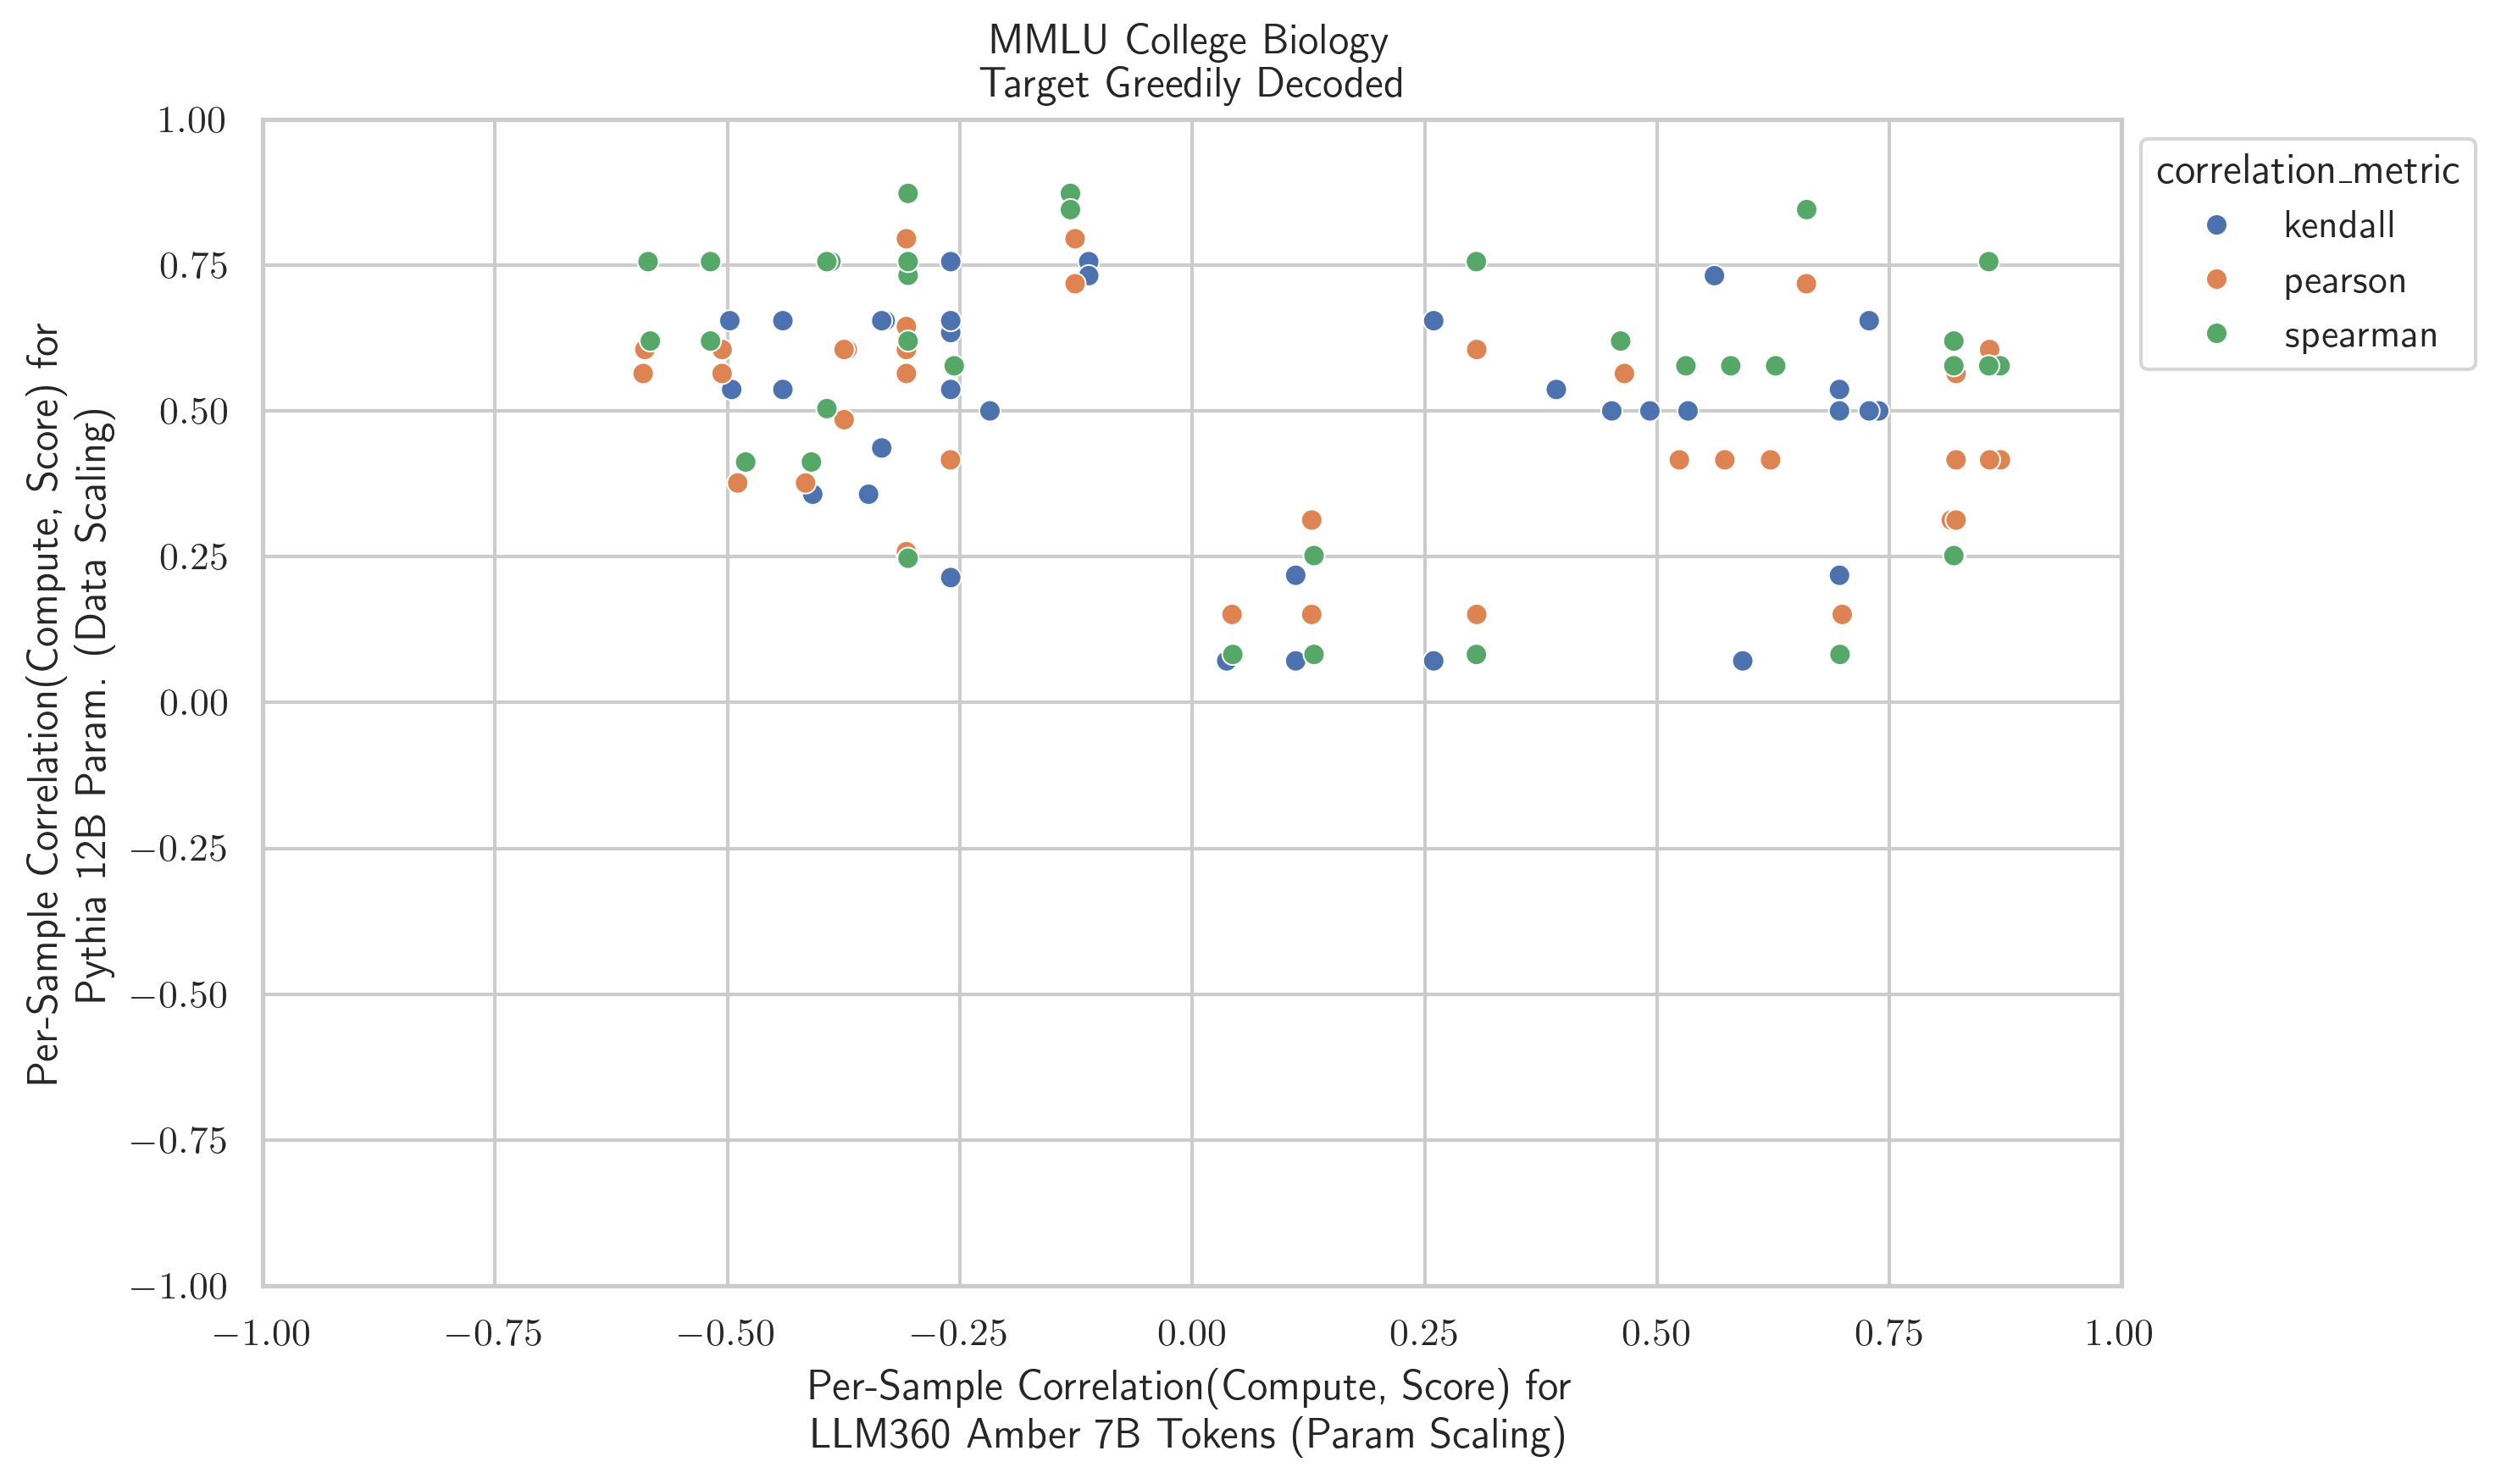 MMLU College Biology
Target Greedily Decoded
1.00
0.75
0.50
0.25
0.00
−0.25
−0.50
−0.75
−1.00
Per-Sample Correlation(Compute, Score) for
Pythia 12B Param. (Data Scaling)
−1.00 −0.75 −0.50 −0.25 0.00 0.25 0.50 0.75 1.00
Per-Sample Correlation(Compute, Score) for
LLM360 Amber 7B Tokens (Param Scaling)
correlation_metric
kendall
pearson
spearman